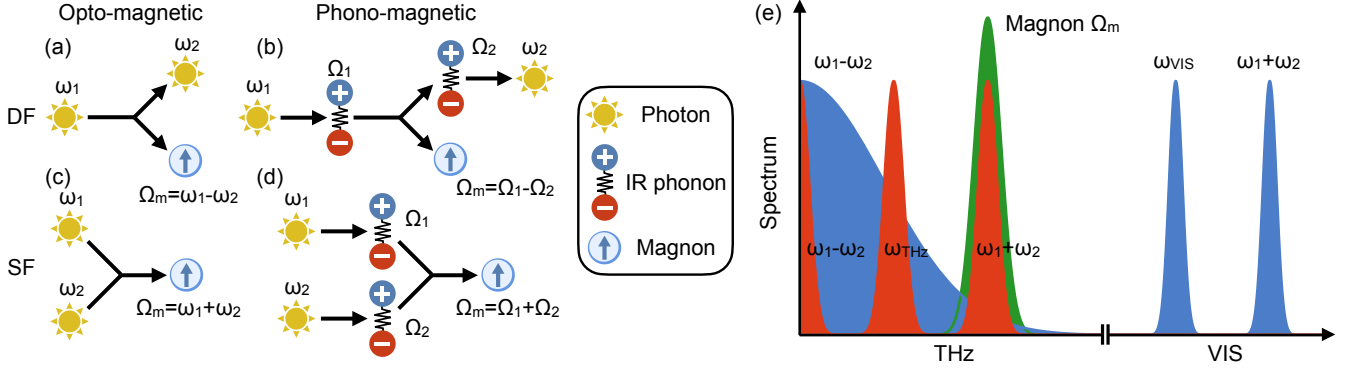 Opto-magnetic
Phono-magnetic
(a)
ω₂
ω₁
DF
Ωₘ=ω₁-ω₂
(b)
ω₁
Ω₁
Ω₂
ω₂
Ωₘ=Ω₁-Ω₂
(c)
ω₁
SF
ω₂
Ωₘ=ω₁+ω₂
(d)
ω₁
Ω₁
ω₂
Ω₂
Ωₘ=Ω₁+Ω₂
Photon
IR phonon
Magnon
(e)
Magnon Ωₘ
ω₁-ω₂
ωVIS
ω₁+ω₂
Spectrum
ω₁-ω₂
ωTHz
ω₁+ω₂
THz
VIS